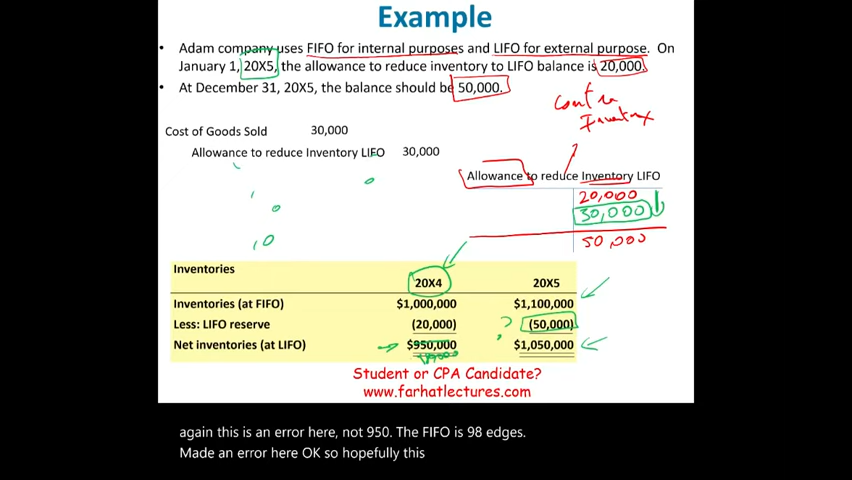 Example
• Adam company uses FIFO for internal purposes and LIFO for external purpose. On
January 1, 20X5, the allowance to reduce inventory to LIFO balance is 20,000.
• At December 31, 20X5, the balance should be 50,000.
Contra
Inventory
Cost of Goods Sold 30,000
Allowance to reduce Inventory LIFO 30,000
Allowance to reduce Inventory LIFO
20,000
30,000
50,000
Inventories
20X4 20X5
Inventories (at FIFO) $1,000,000 $1,100,000
Less: LIFO reserve (20,000) (50,000)
Net inventories (at LIFO) $950,000 $1,050,000
Student or CPA Candidate?
www.farhatlectures.com
again this is an error here, not 950. The FIFO is 98 edges.
Made an error here OK so hopefully this